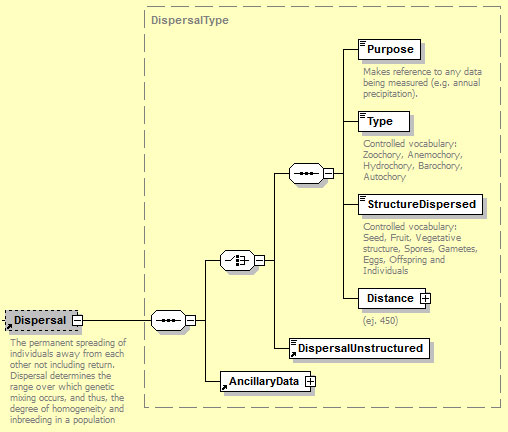 DispersalType
Purpose
Makes reference to any data
being measured (e.g. annual
precipitation).
Type
Controlled vocabulary:
Zoochory, Anemochory,
Hydrochory, Barochory,
Autochory
StructureDispersed
Controlled vocabulary:
Seed, Fruit, Vegetative
structure, Spores, Gametes,
Eggs, Offspring and
Individuals
Distance
(ej. 450)
Dispersal
The permanent spreading of
individuals away from each
other not including return.
Dispersal determines the
range over which genetic
mixing occurs, and thus, the
degree of homogeneity and
inbreeding in a population
DispersalUnstructured
AncillaryData